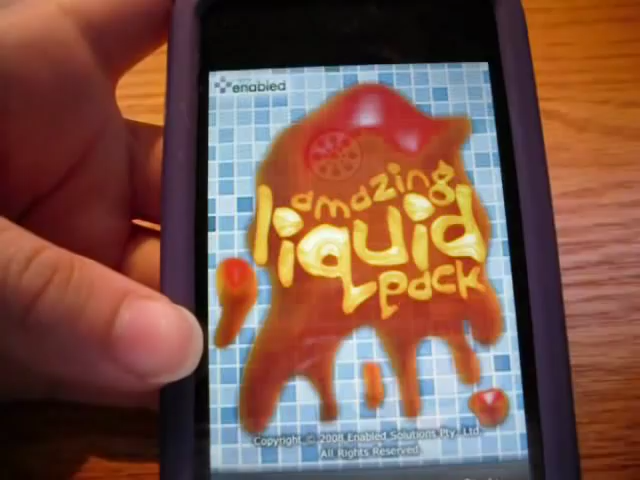 enabled
amazing
liquid
pack
Copyright © 2008 Enabled Solutions Pty. Ltd.
All Rights Reserved.